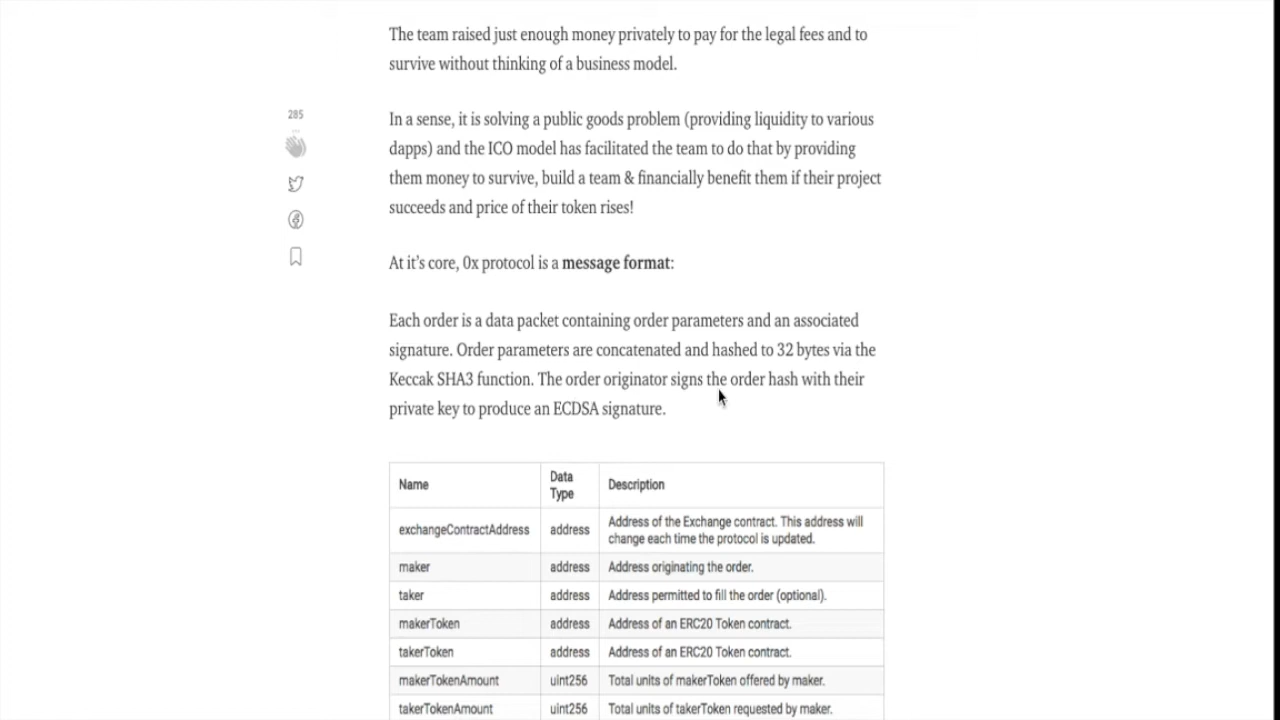 The team raised just enough money privately to pay for the legal fees and to
survive without thinking of a business model.
285
In a sense, it is solving a public goods problem (providing liquidity to various
dapps) and the ICO model has facilitated the team to do that by providing
them money to survive, build a team & financially benefit them if their project
succeeds and price of their token rises!
At it's core, 0x protocol is a message format:
Each order is a data packet containing order parameters and an associated
signature. Order parameters are concatenated and hashed to 32 bytes via the
Keccak SHA3 function. The order originator signs the order hash with their
private key to produce an ECDSA signature.
Name Data Type Description
exchangeContractAddress address Address of the Exchange contract. This address will
change each time the protocol is updated.
maker address Address originating the order.
taker address Address permitted to fill the order (optional).
makerToken address Address of an ERC20 Token contract.
takerToken address Address of an ERC20 Token contract.
makerTokenAmount uint256 Total units of makerToken offered by maker.
takerTokenAmount uint256 Total units of takerToken requested by maker.